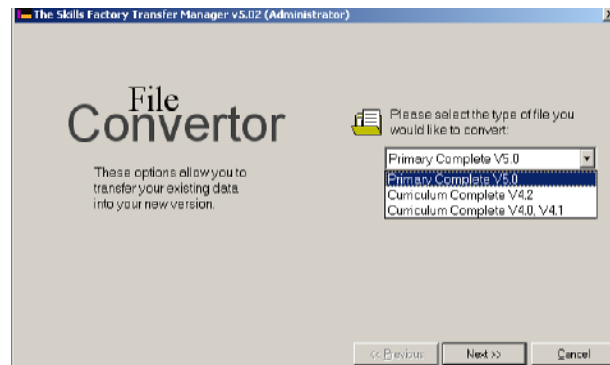 The Skills Factory Transfer Manager v5.02 (Administrator)
File
Convertor
These options allow you to
transfer your existing data
into your new version.
Please select the type of file you
would like to convert:
Primary Complete V5.0
Primary Complete V5.0
Curriculum Complete V4.2
Curriculum Complete V4.0, V4.1
<< Previous
Next >>
Cancel